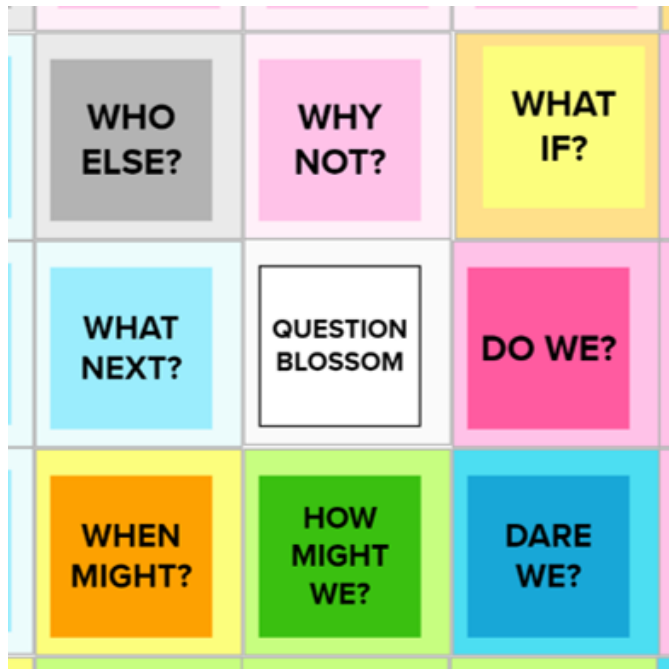 WHO
ELSE?
WHY
NOT?
WHAT
IF?
WHAT
NEXT?
QUESTION
BLOSSOM
DO WE?
WHEN
MIGHT?
HOW
MIGHT
WE?
DARE
WE?